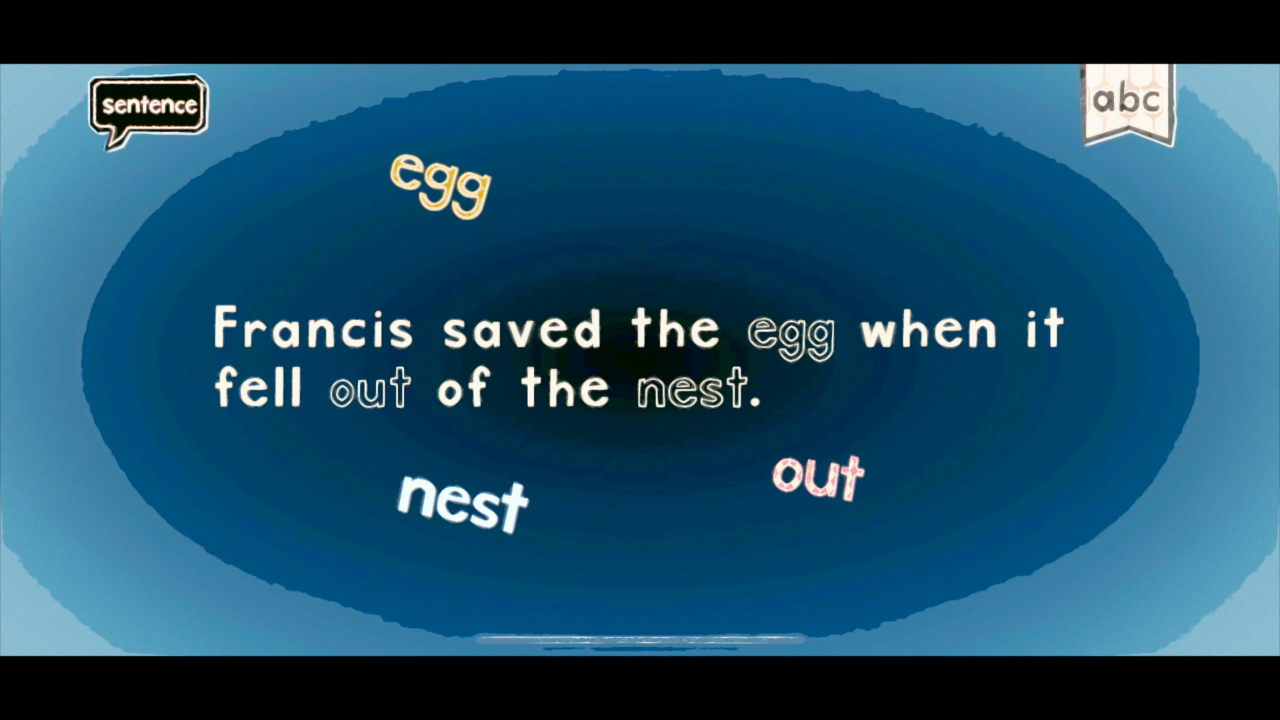 sentence
abc
egg
Francis saved the egg when it
fell out of the nest.
nest
out